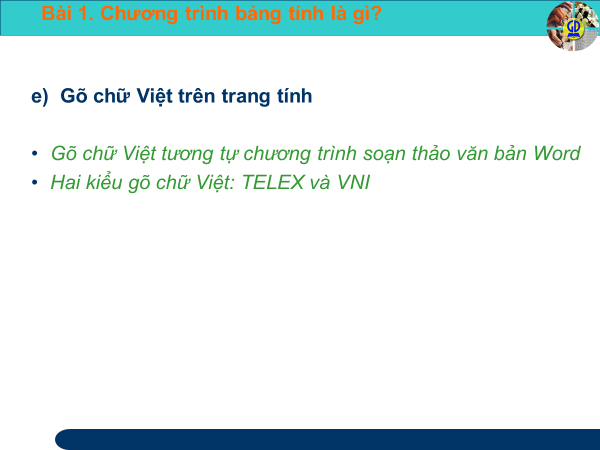 Bài 1. Chương trình bảng tính là gì?
e) Gõ chữ Việt trên trang tính
• Gõ chữ Việt tương tự chương trình soạn thảo văn bản Word
• Hai kiểu gõ chữ Việt: TELEX và VNI